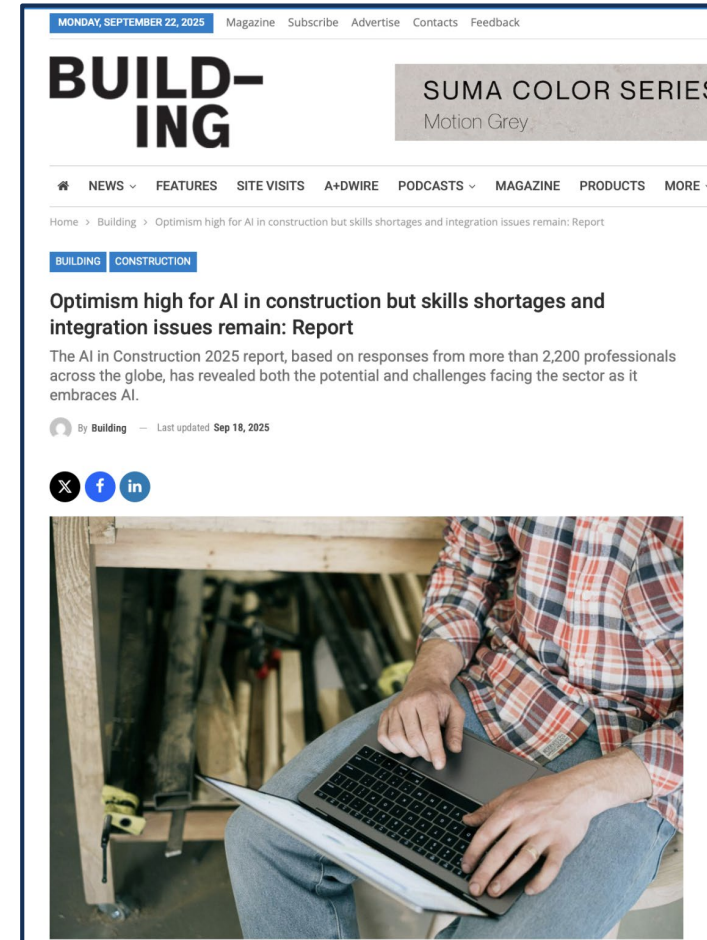 MONDAY, SEPTEMBER 22, 2025 Magazine Subscribe Advertise Contacts Feedback
BUILD-
ING
SUMA COLOR SERIES
Motion Grey
NEWS FEATURES SITE VISITS A+DWIRE PODCASTS MAGAZINE PRODUCTS MORE
Home > Building > Optimism high for AI in construction but skills shortages and integration issues remain: Report
BUILDING CONSTRUCTION
Optimism high for AI in construction but skills shortages and
integration issues remain: Report
The AI in Construction 2025 report, based on responses from more than 2,200 professionals
across the globe, has revealed both the potential and challenges facing the sector as it
embraces AI.
By Building — Last updated Sep 18, 2025